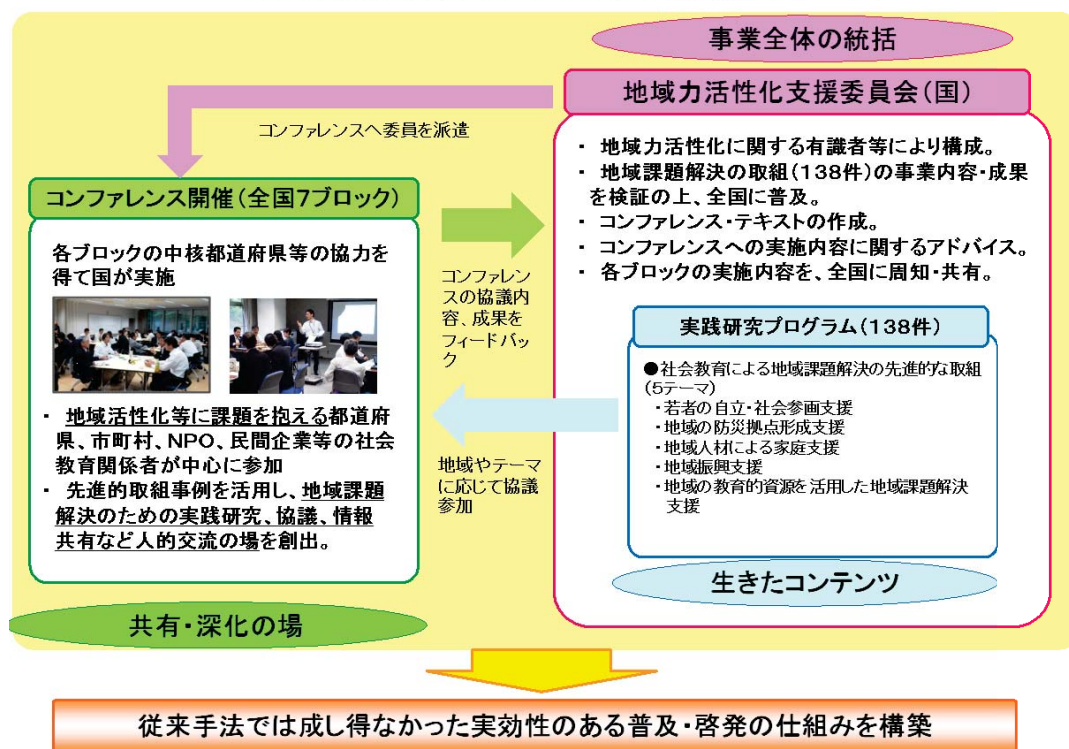 事業全体の統括
地域力活性化支援委員会(国)
・ 地域力活性化に関する有識者等により構成。
・ 地域課題解決の取組(138件)の事業内容・成果
を検証の上、全国に普及。
・ コンファレンス・テキストの作成。
・ コンファレンスへの実施内容に関するアドバイス。
・ 各ブロックの実施内容を、全国に周知・共有。
コンファレンスへ委員を派遣
コンファレンス開催(全国7ブロック)
各ブロックの中核都道府県等の協力を
得て国が実施
・ 地域活性化等に課題を抱える都道府
県、市町村、NPO、民間企業等の社会
教育関係者が中心に参加
・ 先進的取組事例を活用し、地域課題
解決のための実践研究、協議、情報
共有など人的交流の場を創出。
共有・深化の場
コンファレン
スの協議内
容、成果を
フィードバッ
ク
地域やテーマ
に応じて協議
参加
実践研究プログラム(138件)
●社会教育による地域課題解決の先進的な取組
(5テーマ)
・若者の自立・社会参画支援
・地域の防災拠点形成支援
・地域人材による家庭支援
・地域振興支援
・地域の教育的資源を活用した地域課題解決
支援
生きたコンテンツ
従来手法では成し得なかった実効性のある普及・啓発の仕組みを構築